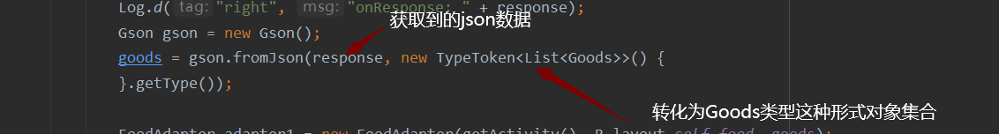 Log.d( tag: "right", msg: "onResponse: " + response);
获取到的json数据
Gson gson = new Gson();
goods = gson.fromJson(response, new TypeToken<List<Goods>>() {
}.getType());
转化为Goods类型这种形式对象集合
FoodAdapter adapter1 = new FoodAdapter(getActivity(), R.layout.self_food, goods);